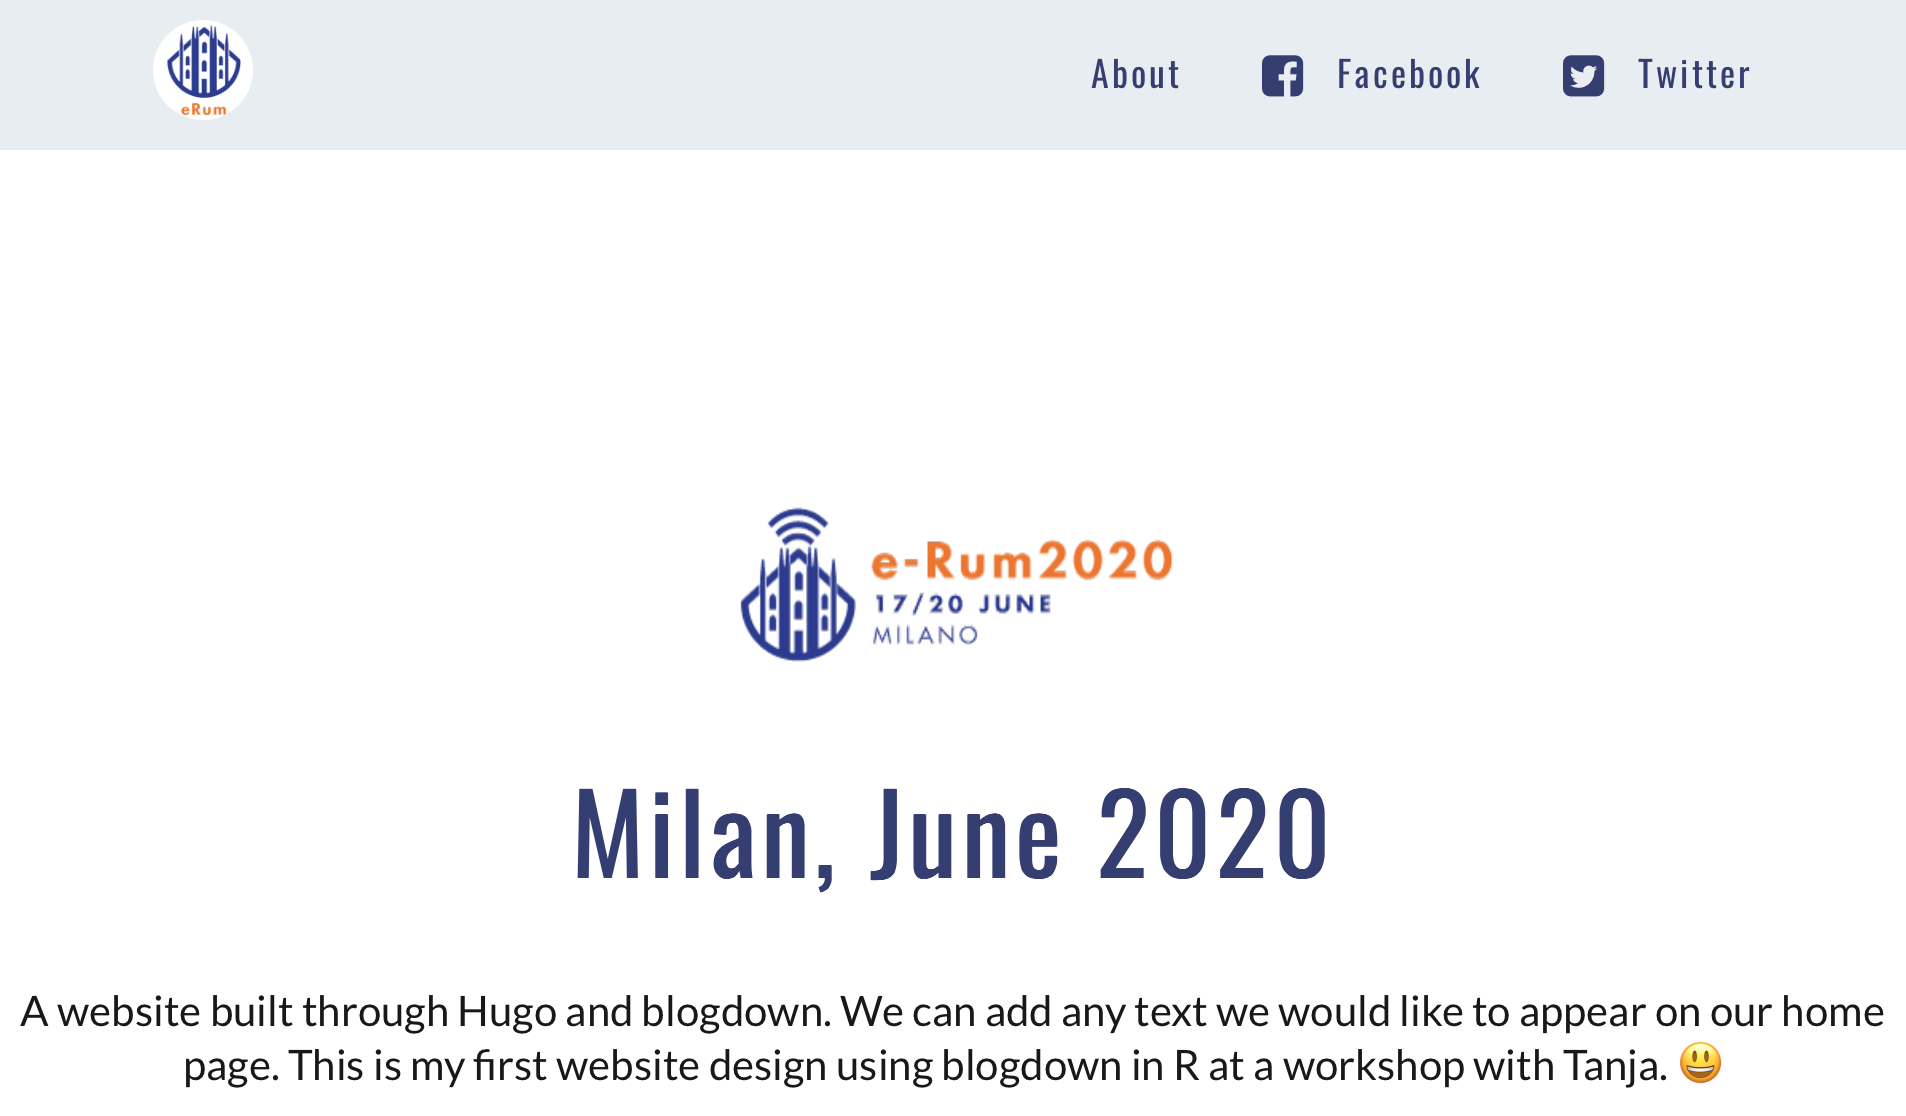 eRum
About
Facebook
Twitter
e-Rum2020
17/20 JUNE
MILANO
Milan, June 2020
A website built through Hugo and blogdown. We can add any text we would like to appear on our home
page. This is my first website design using blogdown in R at a workshop with Tanja. 😃